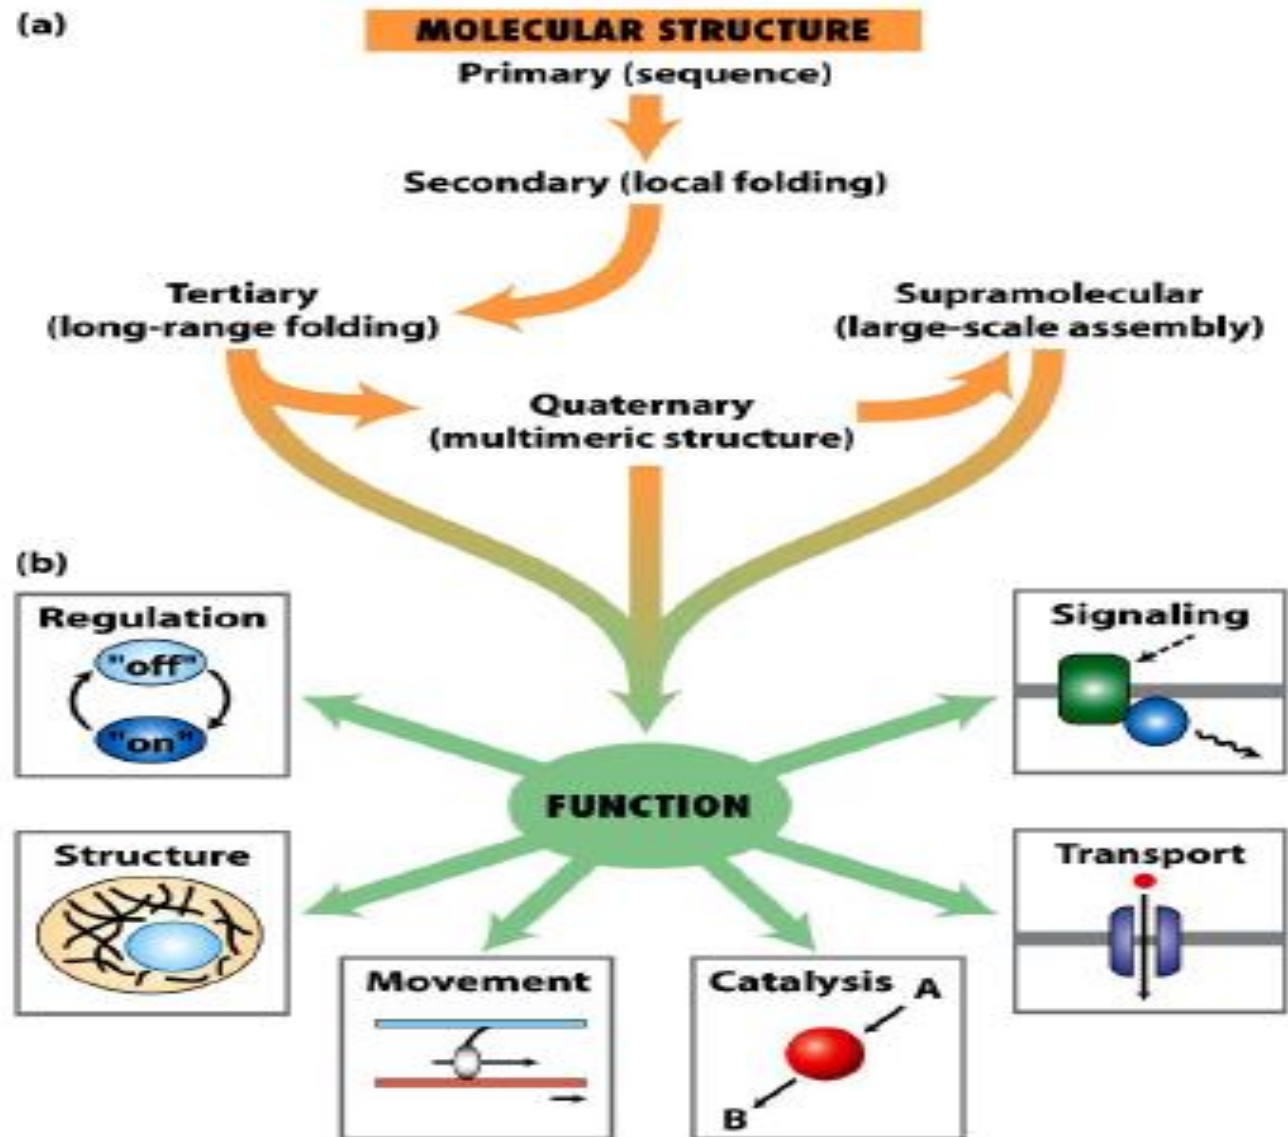 (a)
MOLECULAR STRUCTURE
Primary (sequence)
Secondary (local folding)
Tertiary
(long-range folding)
Supramolecular
(large-scale assembly)
Quaternary
(multimeric structure)
(b)
Regulation
"off"
"on"
Signaling
FUNCTION
Structure
Transport
Movement
Catalysis
A
B